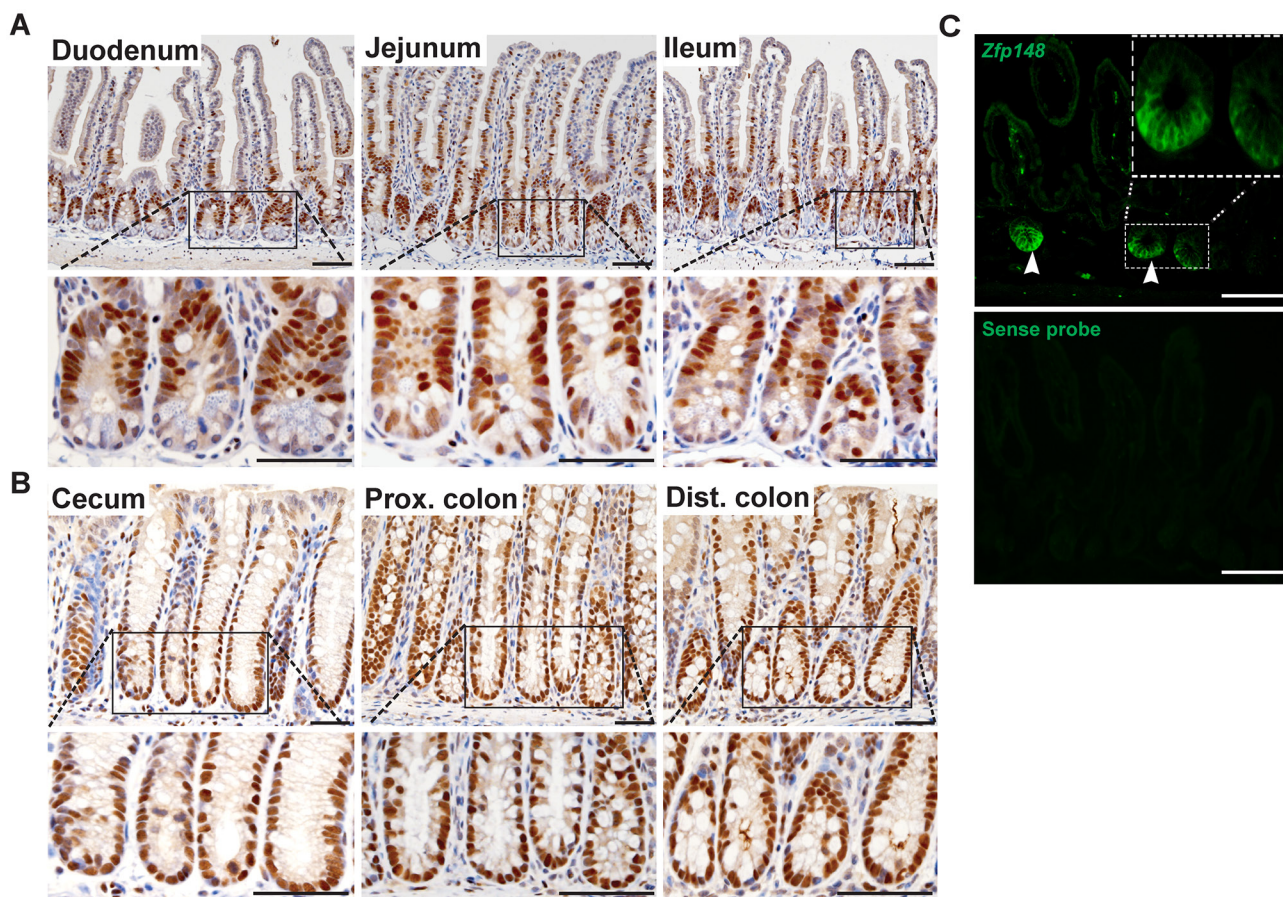 A
Duodenum
Jejunum
Ileum
B
Cecum
Prox. colon
Dist. colon
C
Zfp148
Sense probe